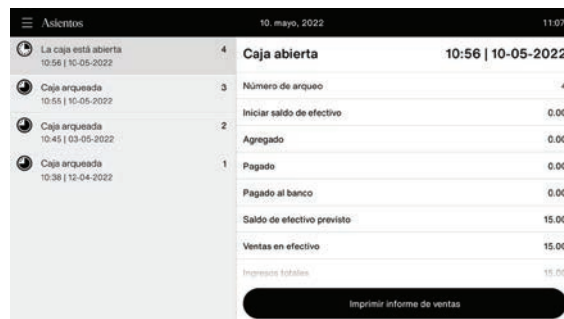 Asientos
10. mayo, 2022
11:07
La caja está abierta 4
10:56 | 10-05-2022
Caja arqueada 3
10:55 | 10-05-2022
Caja arqueada 2
10:45 | 03-05-2022
Caja arqueada 1
10:38 | 12-04-2022
Caja abierta 10:56 | 10-05-2022
Número de arqueo
Iniciar saldo de efectivo 0.00
Agregado 0.00
Pagado 0.00
Pagado al banco 0.00
Saldo de efectivo previsto 15.00
Ventas en efectivo 15.00
Ingresos totales 15.00
Imprimir informe de ventas